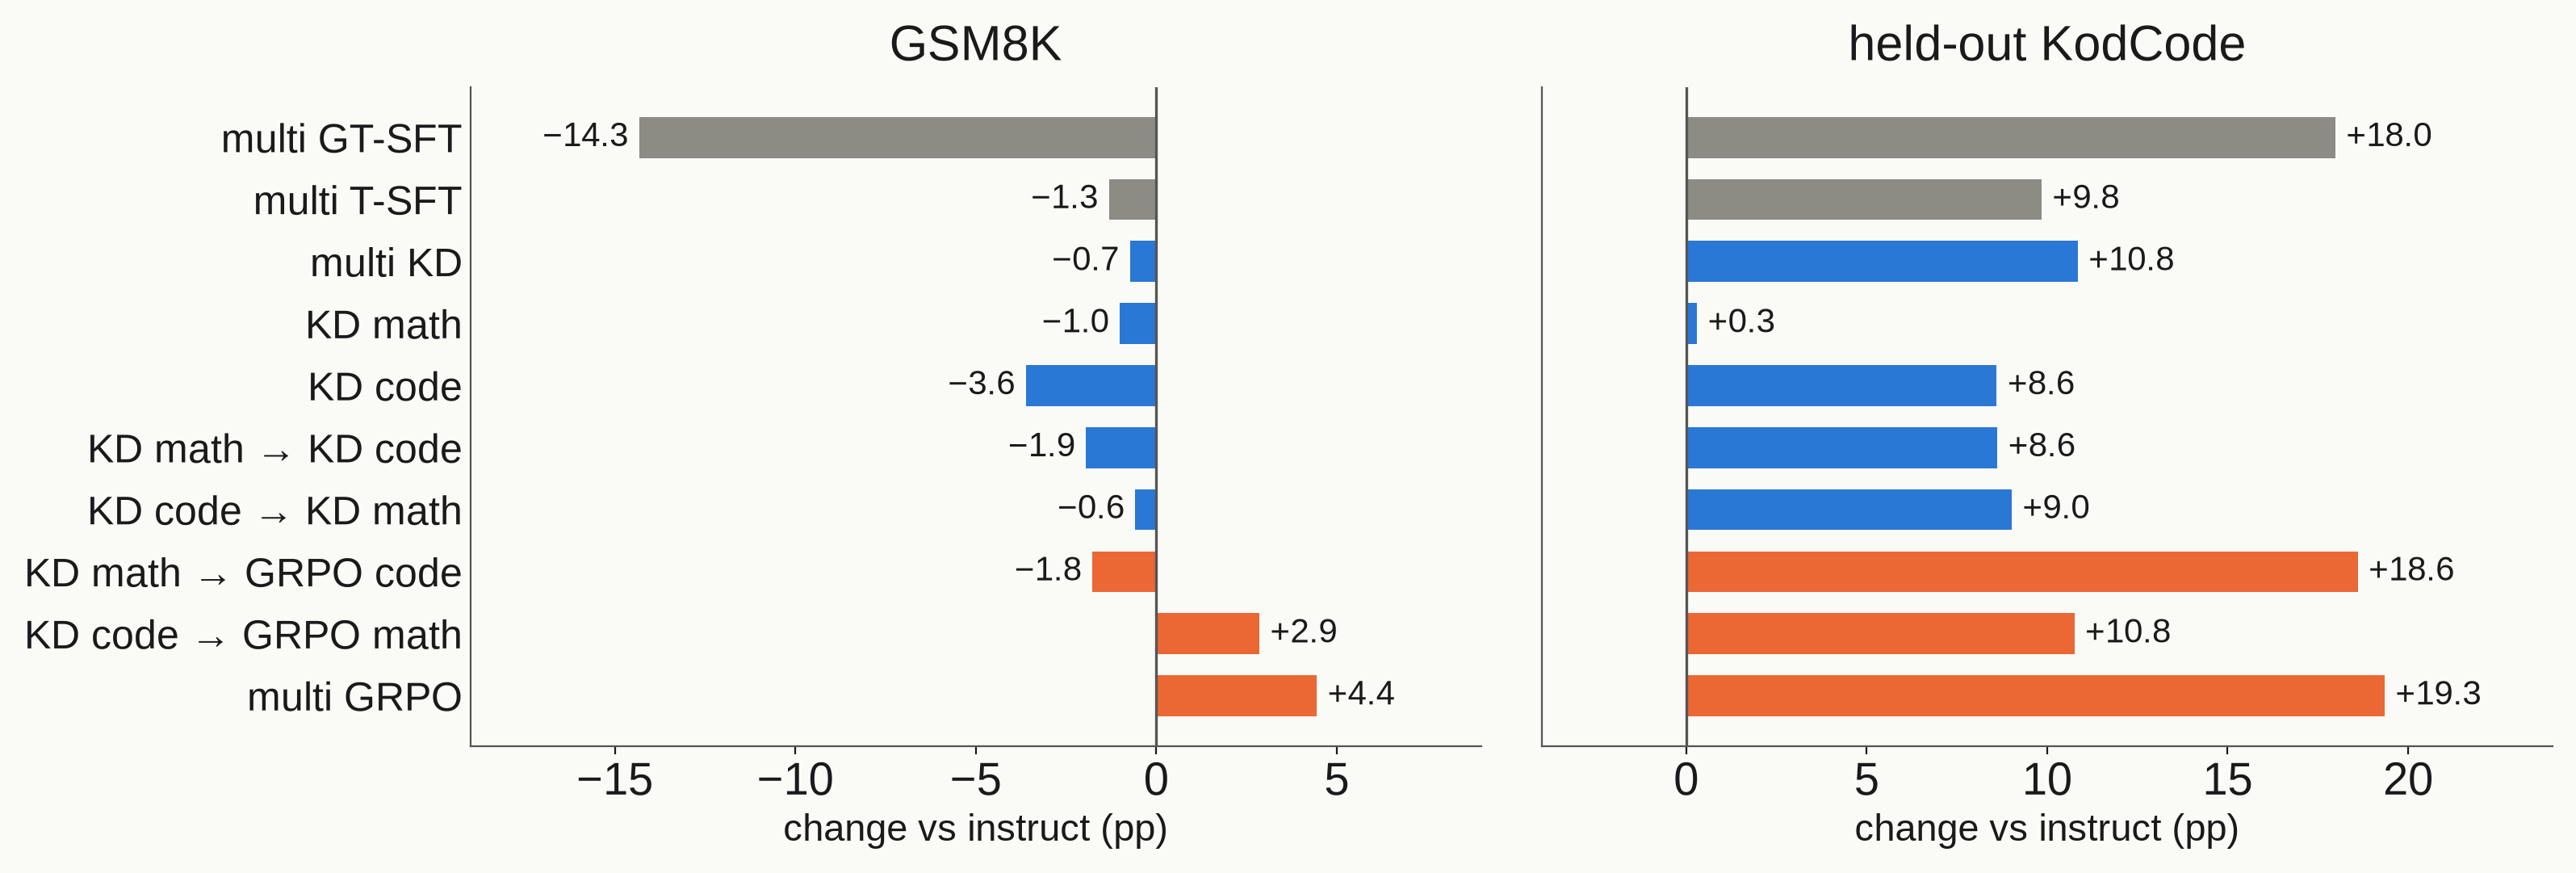 GSM8K
held-out KodCode
multi GT-SFT −14.3 +18.0
multi T-SFT −1.3 +9.8
multi KD −0.7 +10.8
KD math −1.0 +0.3
KD code −3.6 +8.6
KD math → KD code −1.9 +8.6
KD code → KD math −0.6 +9.0
KD math → GRPO code −1.8 +18.6
KD code → GRPO math +2.9 +10.8
multi GRPO +4.4 +19.3
−15 −10 −5 0 5
0 5 10 15 20
change vs instruct (pp)
change vs instruct (pp)